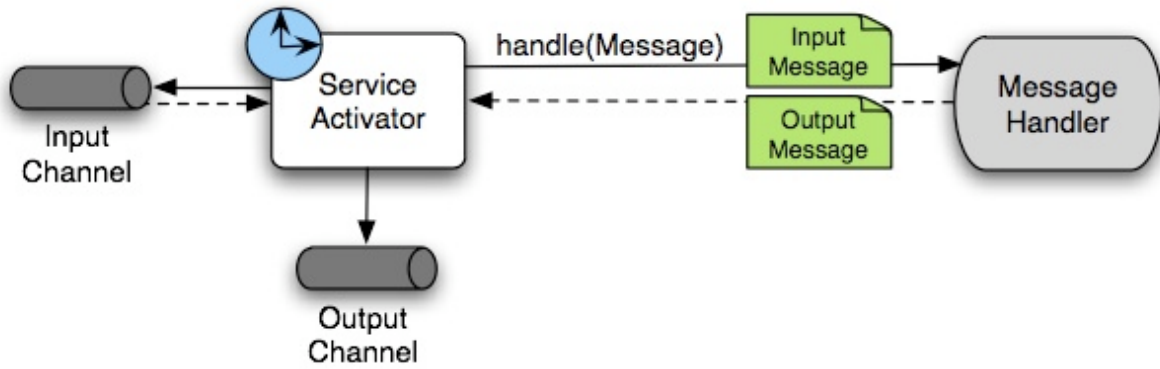 handle(Message)
Input
Message
Service
Activator
Message
Handler
Input
Channel
Output
Message
Output
Channel